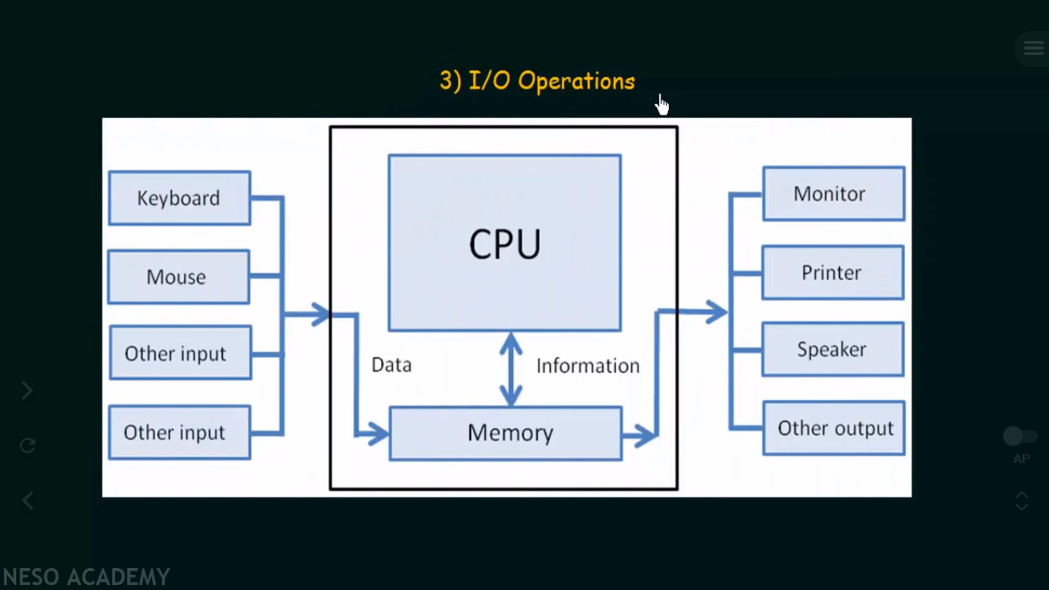 3) I/O Operations
Keyboard
Mouse
Other input
Other input
CPU
Data
Information
Memory
Monitor
Printer
Speaker
Other output
AP
NESO ACADEMY